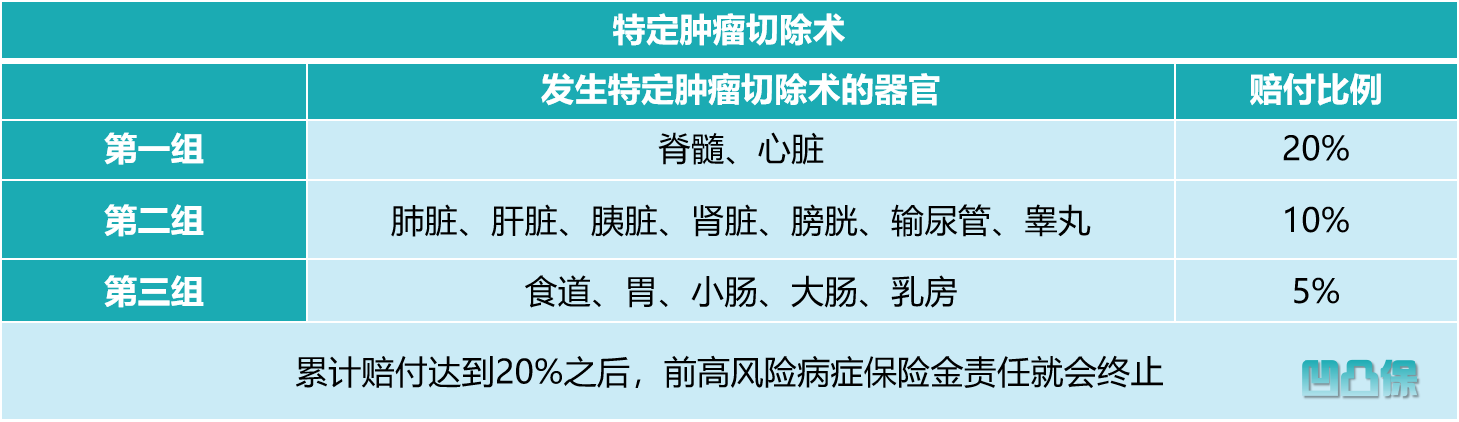 特定肿瘤切除术
发生特定肿瘤切除术的器官 赔付比例
第一组 脊髓、心脏 20%
第二组 肺脏、肝脏、胰脏、肾脏、膀胱、输尿管、睾丸 10%
第三组 食道、胃、小肠、大肠、乳房 5%
累计赔付达到20%之后，前高风险病症保险金责任就会终止
凹凸保